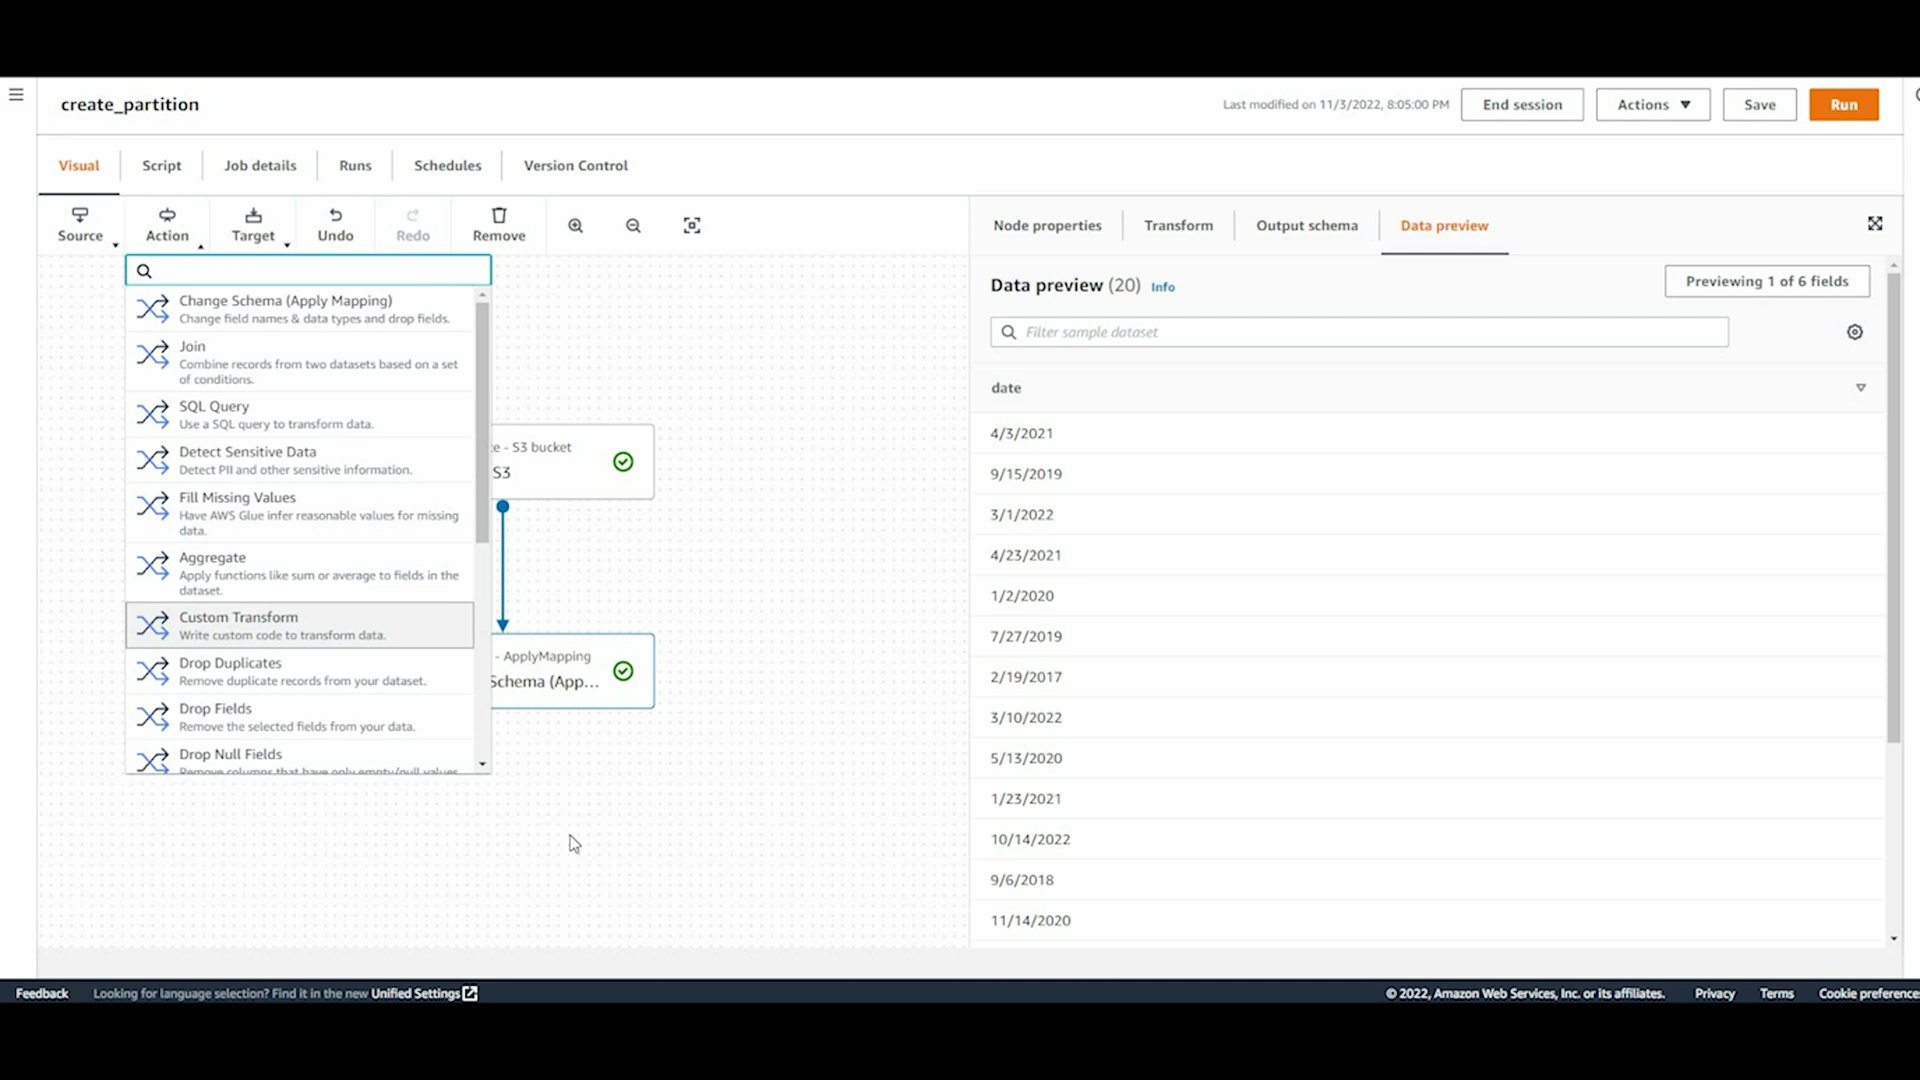 create_partition
Last modified on 11/3/2022, 8:05:00 PM
End session
Actions
Save
Run
Visual
Script
Job details
Runs
Schedules
Version Control
Source
Action
Target
Undo
Redo
Remove
Change Schema (Apply Mapping)
Change field names & data types and drop fields.
Join
Combine records from two datasets based on a set
of conditions.
SQL Query
Use a SQL query to transform data.
Detect Sensitive Data
Detect PII and other sensitive information.
Fill Missing Values
Have AWS Glue infer reasonable values for missing
data.
Aggregate
Apply functions like sum or average to fields in the
dataset.
Custom Transform
Write custom code to transform data.
Drop Duplicates
Remove duplicate records from your dataset.
Drop Fields
Remove the selected fields from your data.
Drop Null Fields
Remove columns that have only empty/null values
- S3 bucket
S3
- ApplyMapping
Schema (App...
Node properties
Transform
Output schema
Data preview
Data preview (20) Info
Previewing 1 of 6 fields
Filter sample dataset
date
4/3/2021
9/15/2019
3/1/2022
4/23/2021
1/2/2020
7/27/2019
2/19/2017
3/10/2022
5/13/2020
1/23/2021
10/14/2022
9/6/2018
11/14/2020
Feedback
Looking for language selection? Find it in the new Unified Settings
© 2022, Amazon Web Services, Inc. or its affiliates.
Privacy
Terms
Cookie preference